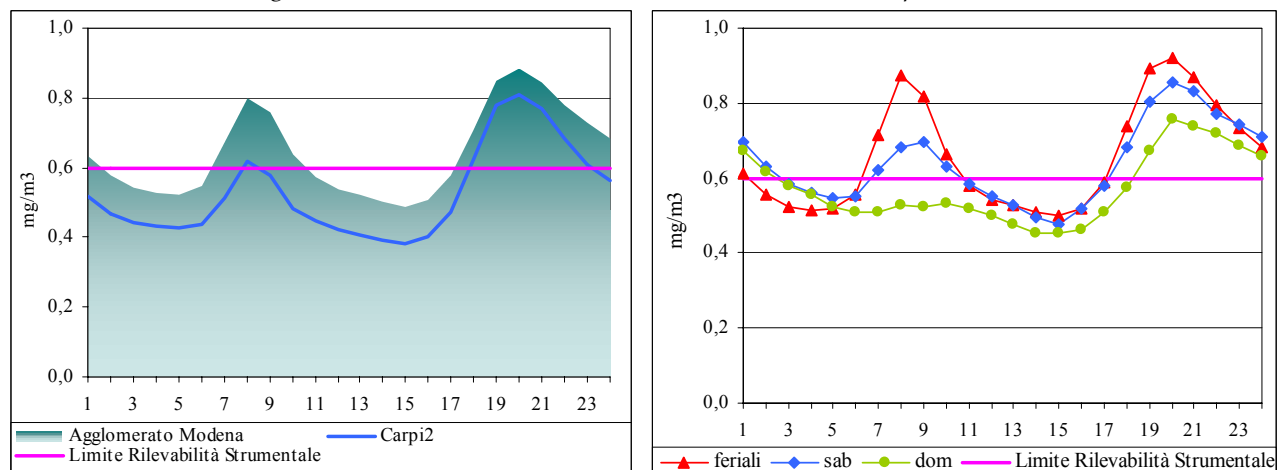 1,0
0,8
0,6
0,4
0,2
0,0
mg/m3
1 3 5 7 9 11 13 15 17 19 21 23
Agglomerato Modena Carpi2
Limite Rilevabilità Strumentale
1,0
0,8
0,6
0,4
0,2
0,0
mg/m3
1 3 5 7 9 11 13 15 17 19 21 23
feriali sab dom Limite Rilevabilità Strumentale